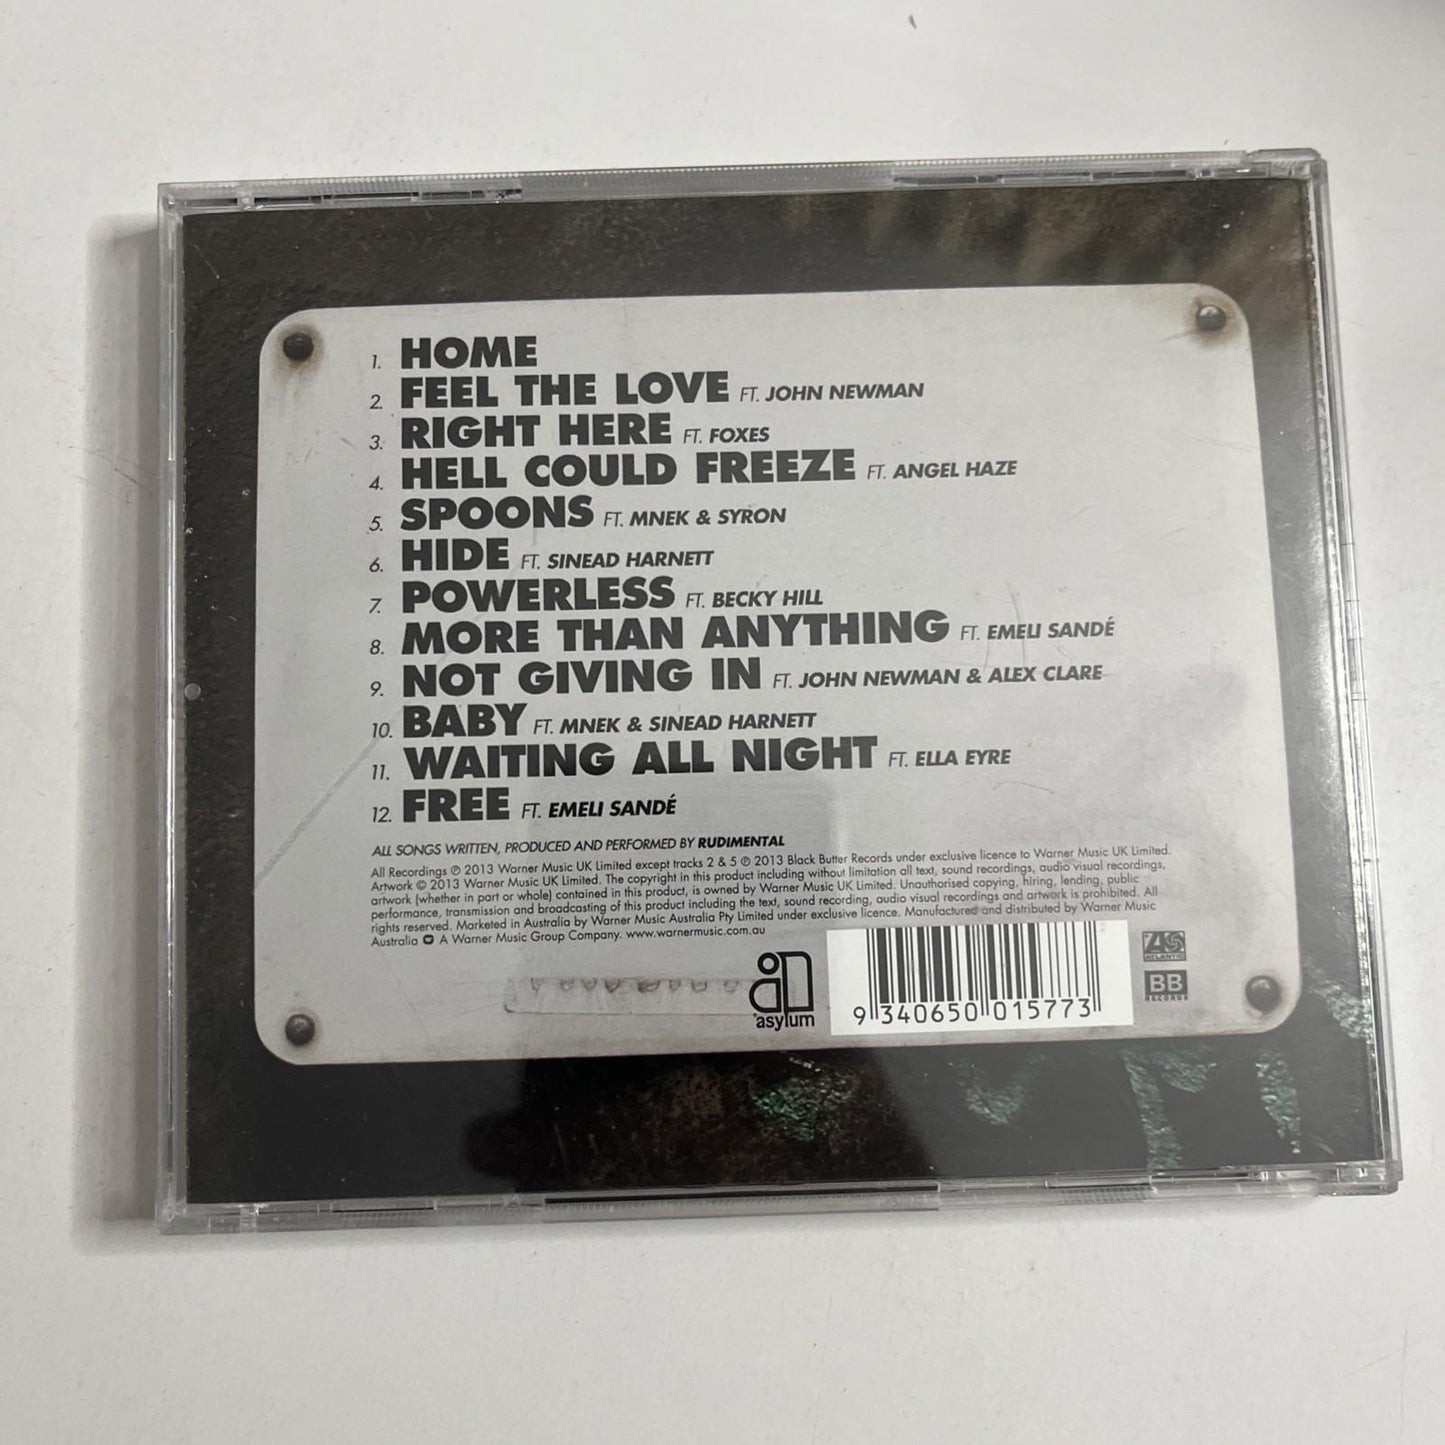 1. HOME
2. FEEL THE LOVE FT. JOHN NEWMAN
3. RIGHT HERE FT. FOXES
4. HELL COULD FREEZE FT. ANGEL HAZE
5. SPOONS FT. MNEK & SYRON
6. HIDE FT. SINEAD HARNETT
7. POWERLESS FT. BECKY HILL
8. MORE THAN ANYTHING FT. EMELI SANDÉ
9. NOT GIVING IN FT. JOHN NEWMAN & ALEX CLARE
10. BABY FT. MNEK & SINEAD HARNETT
11. WAITING ALL NIGHT FT. ELLA EYRE
12. FREE FT. EMELI SANDÉ
ALL SONGS WRITTEN, PRODUCED AND PERFORMED BY RUDIMENTAL
All Recordings ℗ 2013 Warner Music UK Limited except tracks 2 & 5 ℗ 2013 Black Butter Records under exclusive licence to Warner Music UK Limited.
Artwork © 2013 Warner Music UK Limited. The copyright in this product including without limitation all text, sound recordings, audio visual recordings,
artwork (whether in part or whole) contained in this product, is owned by Warner Music UK Limited. Unauthorised copying, hiring, lending, public
performance, transmission and broadcasting of this product including the text, sound recording, audio visual recordings and artwork is prohibited. All
rights reserved. Marketed in Australia by Warner Music Australia Pty Limited under exclusive licence. Manufactured and distributed by Warner Music
Australia A Warner Music Group Company. www.warnermusic.com.au
asylum
9 340650 015773
ATLANTIC
BB
RECORDS